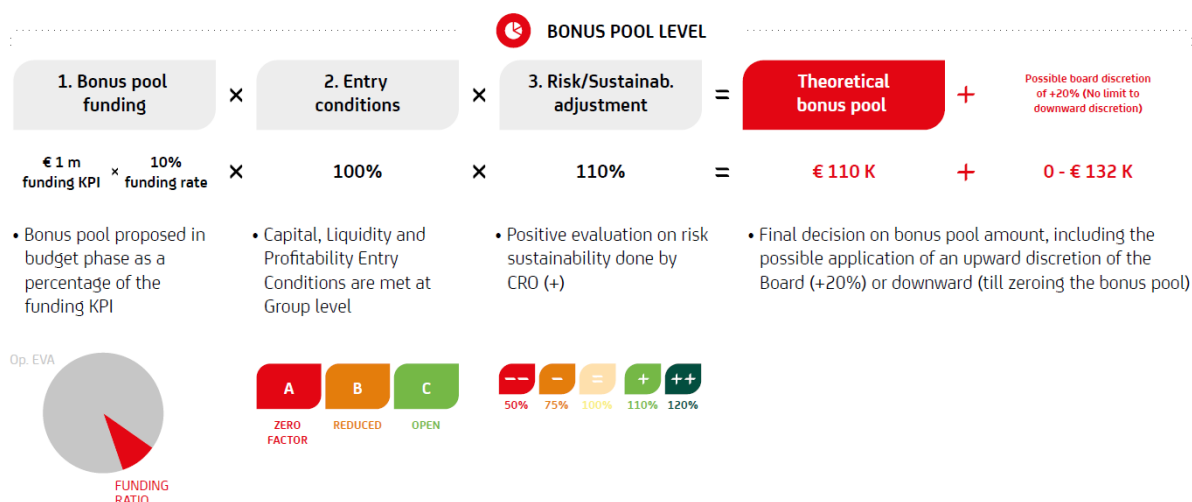 BONUS POOL LEVEL
1. Bonus pool
funding
×
2. Entry
conditions
×
3. Risk/Sustainab.
adjustment
=
Theoretical
bonus pool
+
Possible board discretion
of +20% (No limit to
downward discretion)
€ 1 m
funding KPI
×
10%
funding rate
×
100%
×
110%
=
€ 110 K
+
0 - € 132 K
• Bonus pool proposed in
budget phase as a
percentage of the
funding KPI
• Capital, Liquidity and
Profitability Entry
Conditions are met at
Group level
• Positive evaluation on risk
sustainability done by
CRO (+)
• Final decision on bonus pool amount, including the
possible application of an upward discretion of the
Board (+20%) or downward (till zeroing the bonus pool)
Op. EVA
FUNDING
RATIO
A
B
C
ZERO
FACTOR
REDUCED
OPEN
--
-
=
+
++
50%
75%
100%
110%
120%